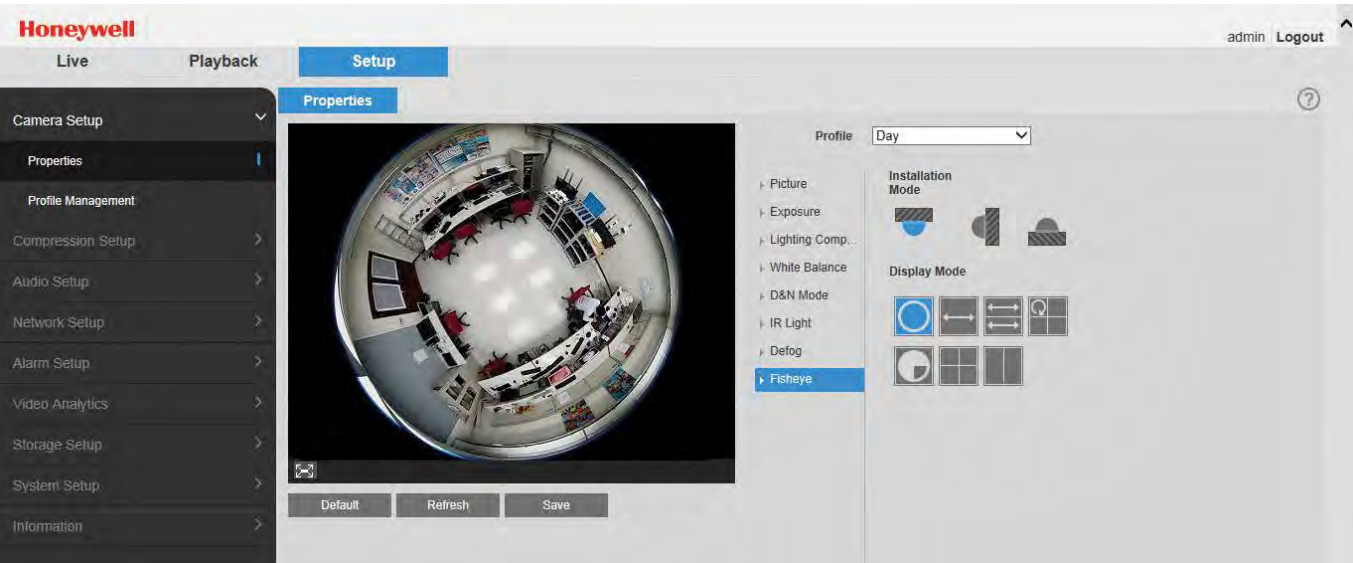 Honeywell
admin Logout
Live Playback Setup
Properties
Camera Setup
Properties
Profile Management
Compression Setup
Audio Setup
Network Setup
Alarm Setup
Video Analytics
Storage Setup
System Setup
Information
Default Refresh Save
Profile Day
Picture
Exposure
Lighting Comp...
White Balance
D&N Mode
IR Light
Defog
Fisheye
Installation
Mode
Display Mode